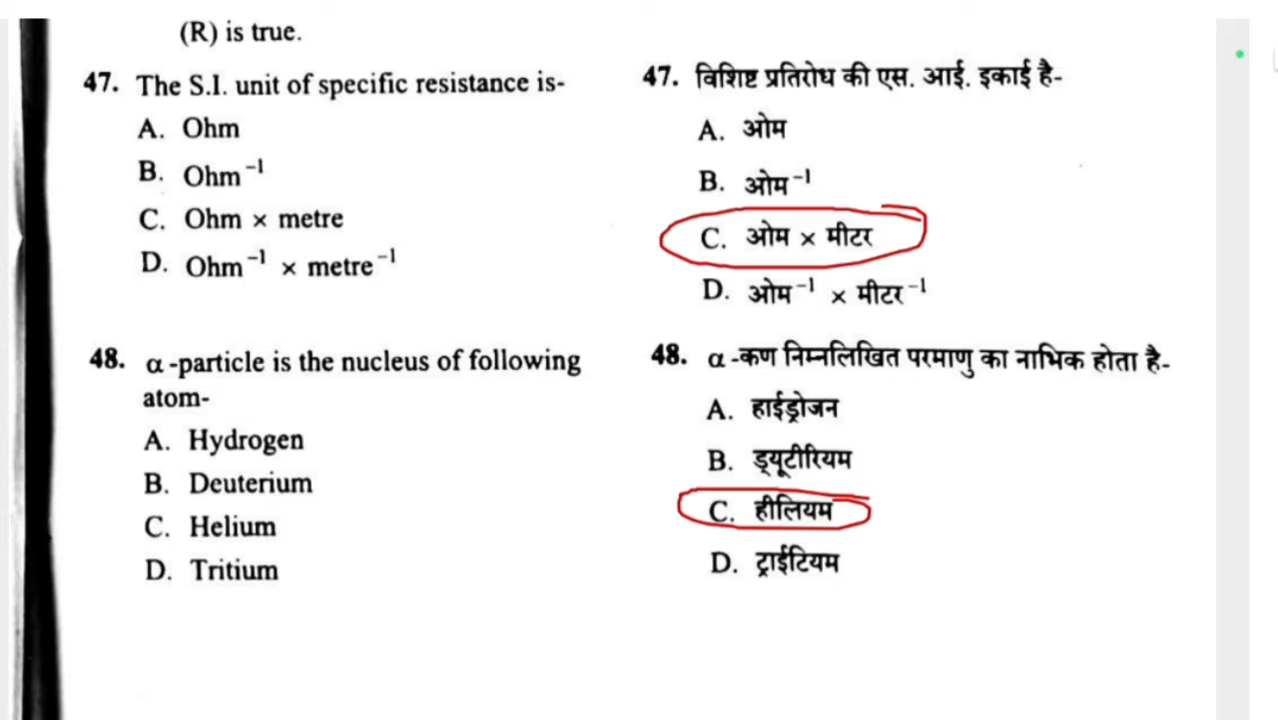 (R) is true.
47. The S.I. unit of specific resistance is-
A. Ohm
B. Ohm⁻¹
C. Ohm × metre
D. Ohm⁻¹ × metre⁻¹
48. α-particle is the nucleus of following
atom-
A. Hydrogen
B. Deuterium
C. Helium
D. Tritium
47. विशिष्ट प्रतिरोध की एस. आई. इकाई है-
A. ओम
B. ओम⁻¹
C. ओम × मीटर
D. ओम⁻¹ × मीटर⁻¹
48. α-कण निम्नलिखित परमाणु का नाभिक होता है-
A. हाईड्रोजन
B. ड्यूटीरियम
C. हीलियम
D. ट्राईटियम